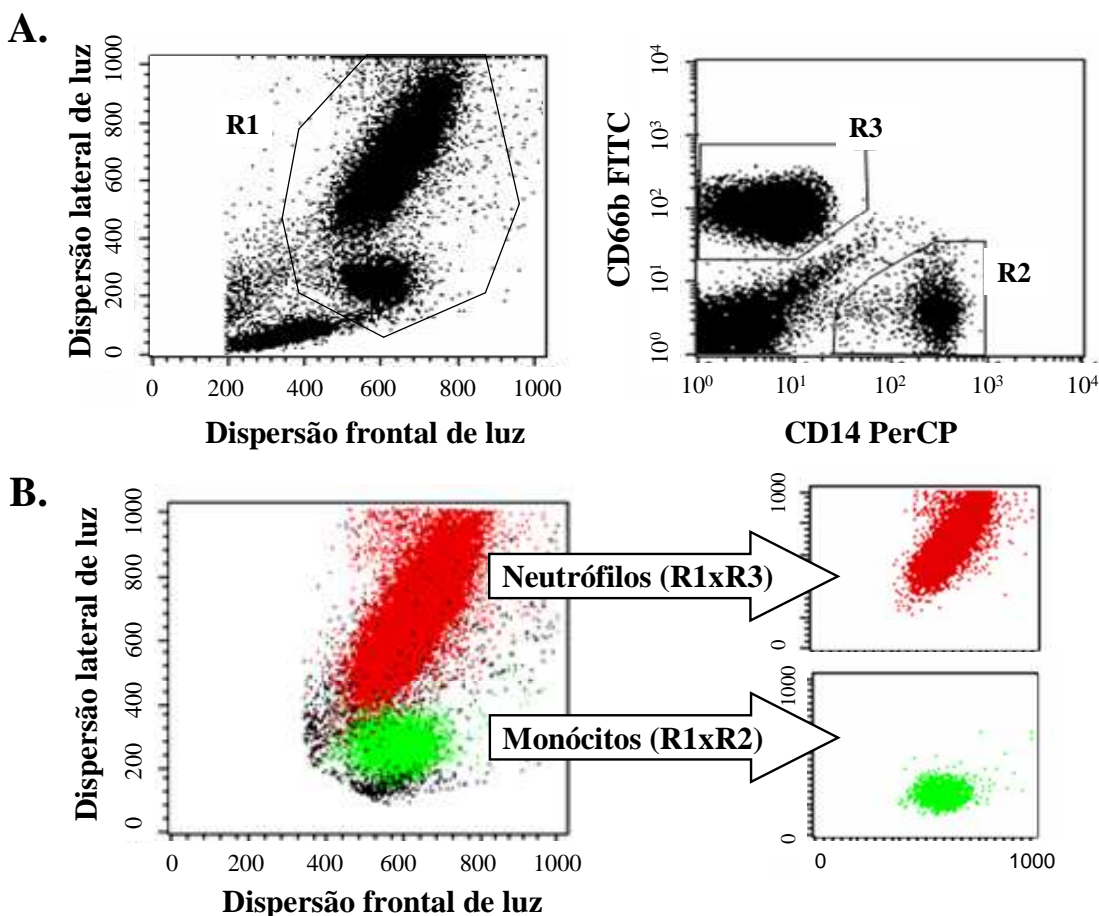 A.
Dispersão lateral de luz
1000
800
600
400
200
0
R1
0 200 400 600 800 1000
Dispersão frontal de luz
CD66b FITC
10⁴
10³
10²
10¹
10⁰
R3
R2
10⁰ 10¹ 10² 10³ 10⁴
CD14 PerCP
B.
Dispersão lateral de luz
1000
800
600
400
200
0
0 200 400 600 800 1000
Dispersão frontal de luz
Neutrófilos (R1xR3)
Monócitos (R1xR2)
1000
0
1000
0
0 1000